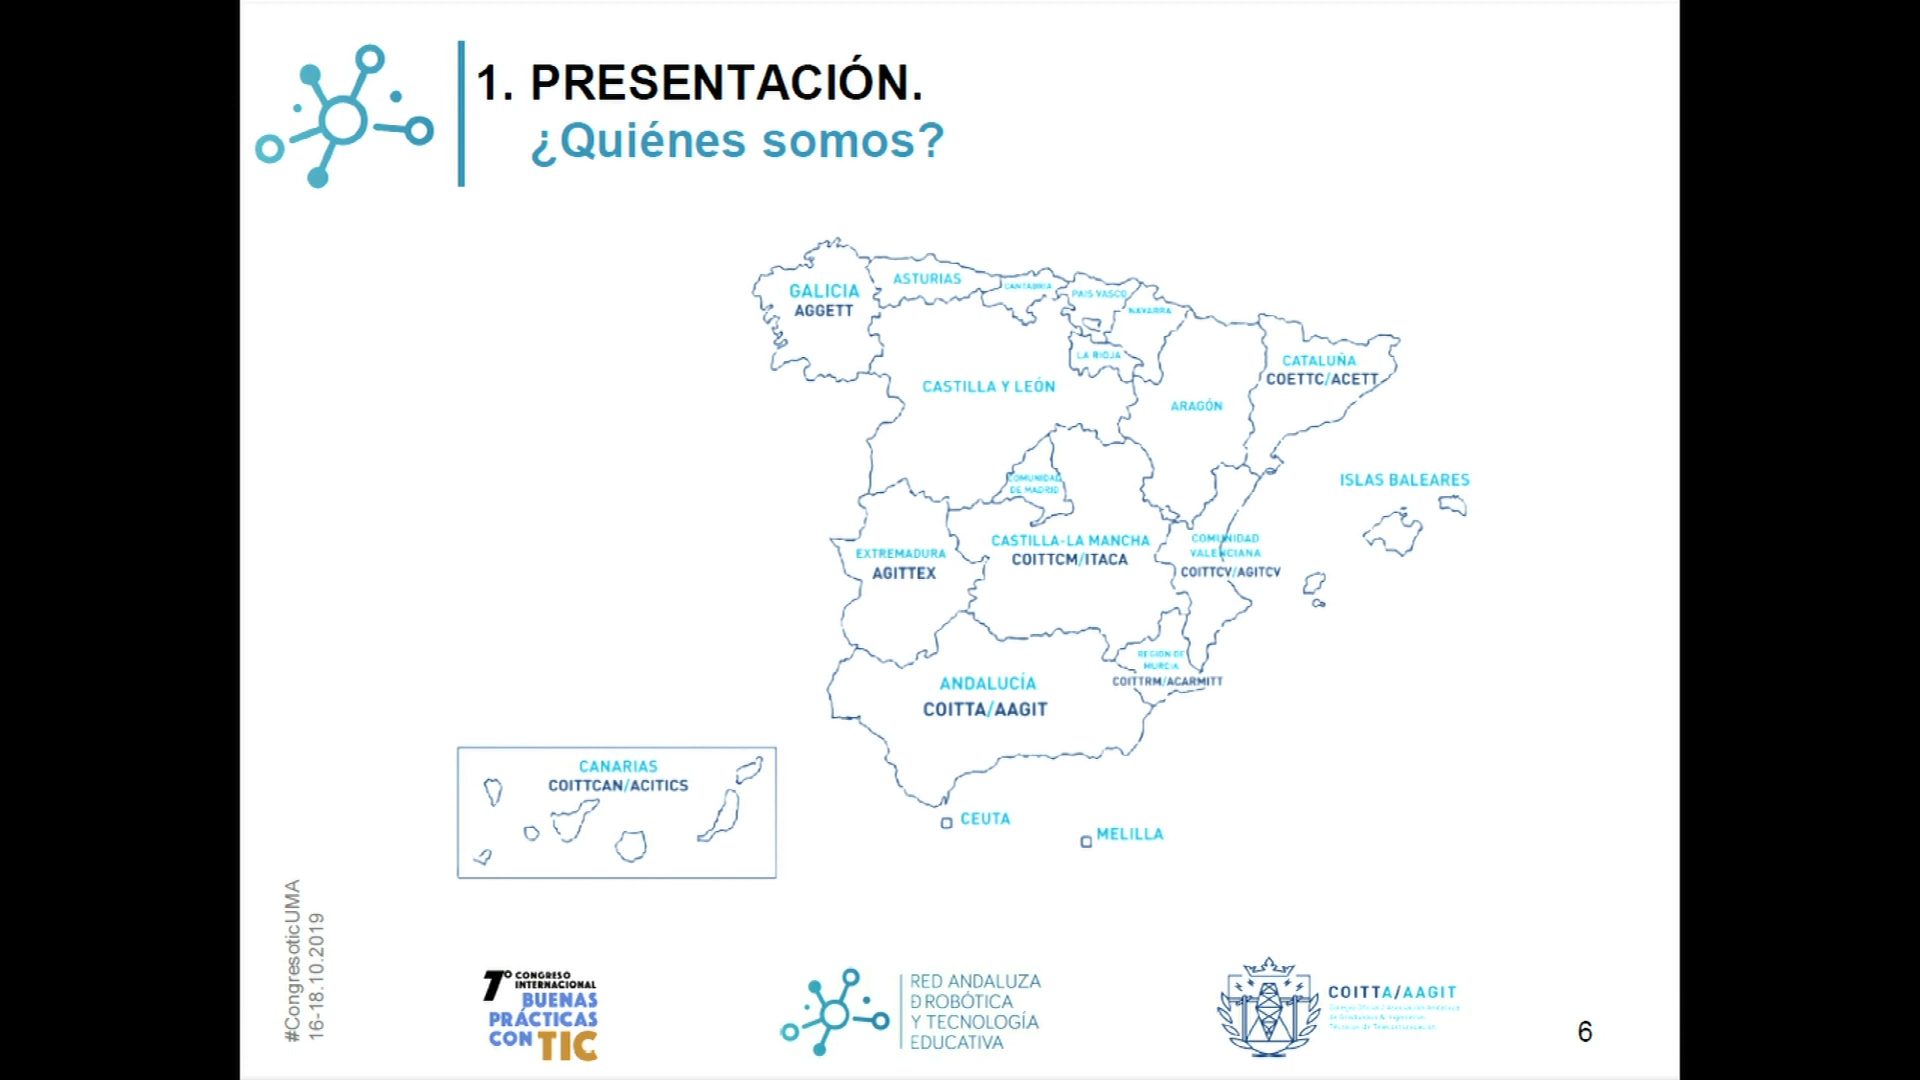 1. PRESENTACIÓN.
¿Quiénes somos?
GALICIA
AGGETT
ASTURIAS
CANTABRIA
PAIS VASCO
NAVARRA
LA RIOJA
CATALUÑA
COETTC/ACETT
CASTILLA Y LEÓN
ARAGÓN
COMUNIDAD
DE MADRID
ISLAS BALEARES
EXTREMADURA
AGITTEX
CASTILLA-LA MANCHA
COITTCM/ITACA
COMUNIDAD
VALENCIANA
COITTCV/AGITCV
REGIÓN DE
MURCIA
COITTRM/ACARMITT
ANDALUCÍA
COITTA/AAGIT
CANARIAS
COITTCAN/ACITICS
CEUTA
MELILLA
#CongresoticUMA
16-18.10.2019
7º CONGRESO
INTERNACIONAL
BUENAS
PRÁCTICAS
CON TIC
RED ANDALUZA
D ROBÓTICA
Y TECNOLOGÍA
EDUCATIVA
COITTA/AAGIT
6